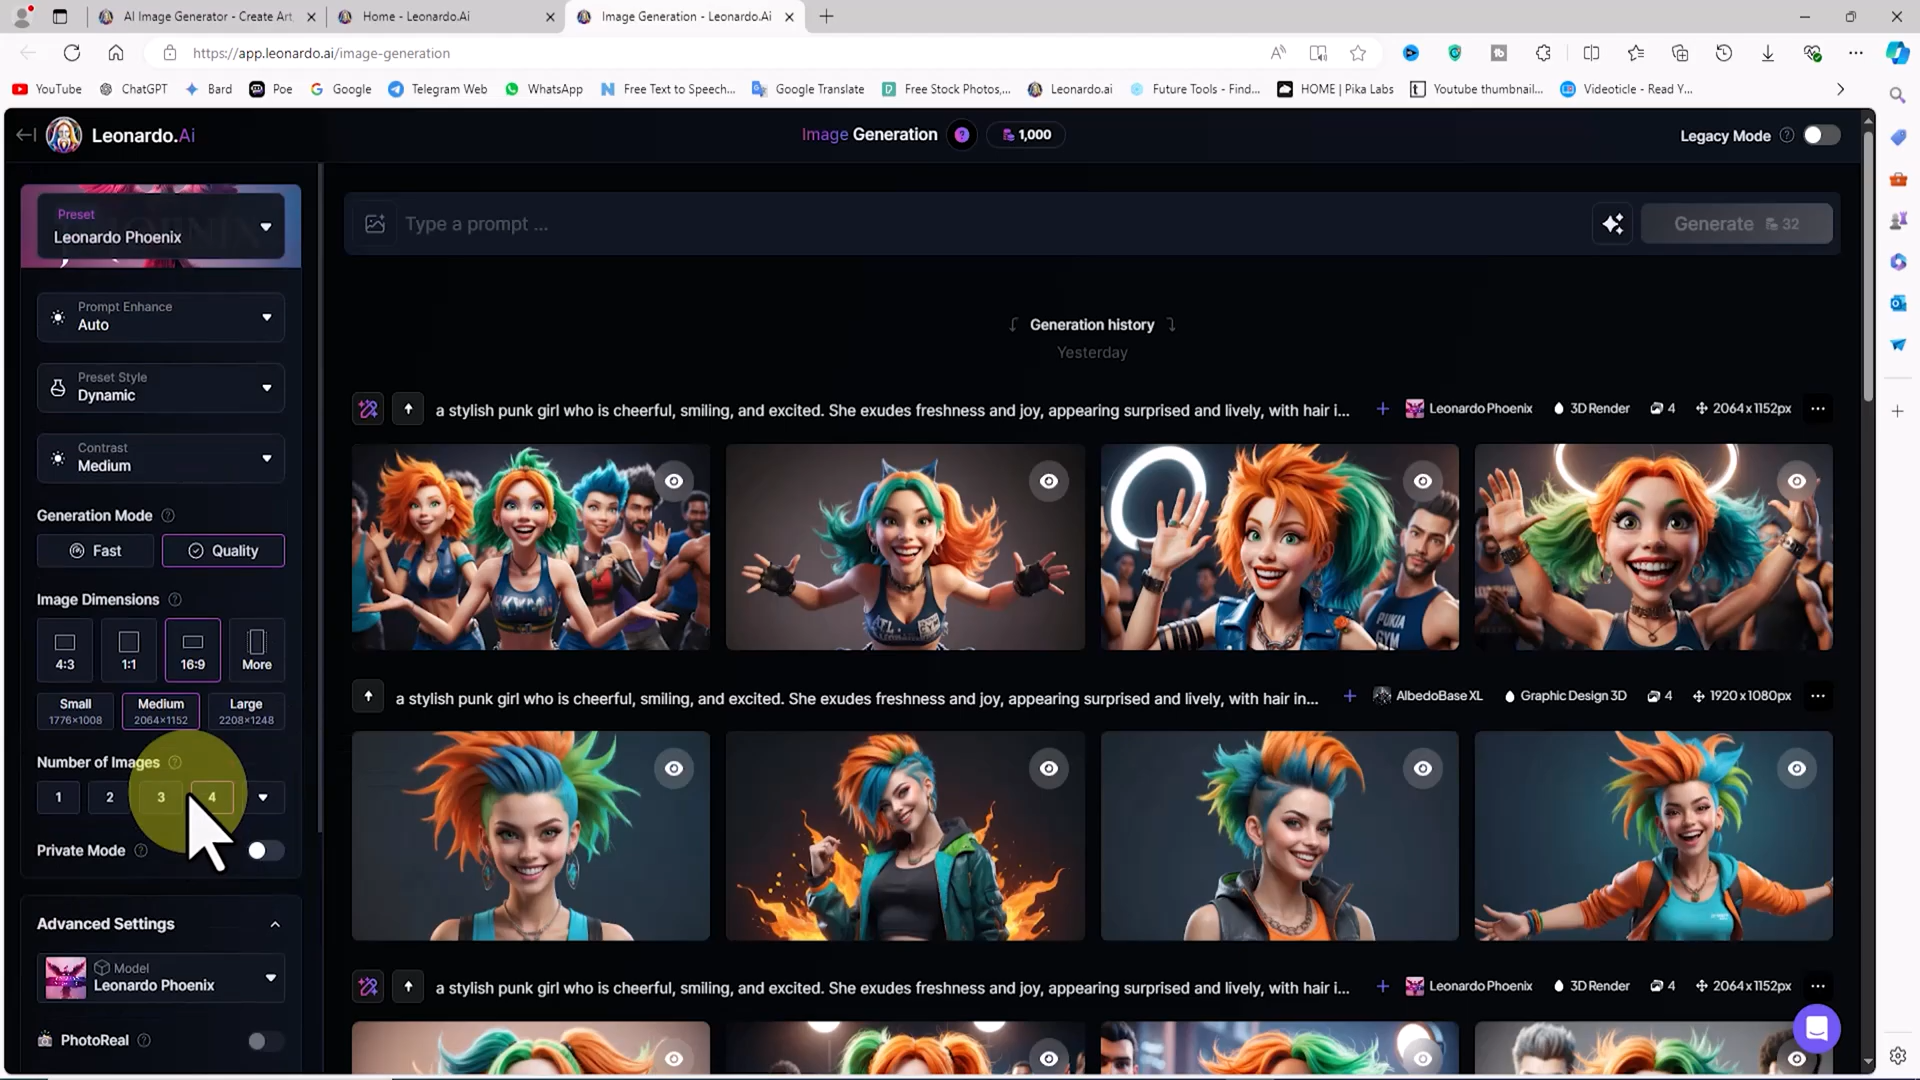 AI Image Generator - Create Art,
Home - Leonardo.Ai
Image Generation - Leonardo.Ai
https://app.leonardo.ai/image-generation
YouTube
ChatGPT
Bard
Poe
Google
Telegram Web
WhatsApp
Free Text to Speech...
Google Translate
Free Stock Photos,...
Leonardo.ai
Future Tools - Find...
HOME | Pika Labs
Youtube thumbnail...
Videoticle - Read Y...
Leonardo.Ai
Image Generation
1,000
Legacy Mode
Preset
Leonardo Phoenix
Type a prompt ...
Generate 32
Prompt Enhance
Auto
Preset Style
Dynamic
Contrast
Medium
Generation Mode
Fast
Quality
Image Dimensions
4:3
1:1
16:9
More
Small
1776×1008
Medium
2064×1152
Large
2208×1248
Number of Images
1
2
3
4
Private Mode
Advanced Settings
Model
Leonardo Phoenix
PhotoReal
Generation history
Yesterday
a stylish punk girl who is cheerful, smiling, and excited. She exudes freshness and joy, appearing surprised and lively, with hair i...
Leonardo Phoenix
3D Render
4
2064x1152px
PUKIA
GYM
a stylish punk girl who is cheerful, smiling, and excited. She exudes freshness and joy, appearing surprised and lively, with hair in...
AlbedoBase XL
Graphic Design 3D
4
1920x1080px
a stylish punk girl who is cheerful, smiling, and excited. She exudes freshness and joy, appearing surprised and lively, with hair i...
Leonardo Phoenix
3D Render
4
2064x1152px